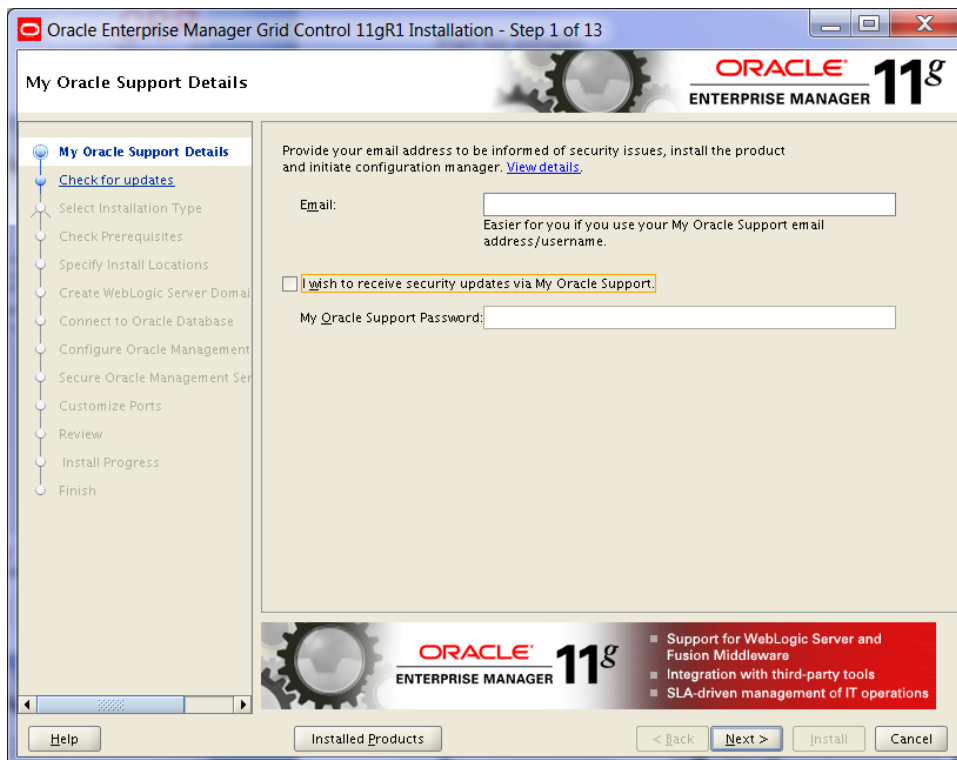 Oracle Enterprise Manager Grid Control 11gR1 Installation - Step 1 of 13
My Oracle Support Details
ORACLE
ENTERPRISE MANAGER 11g
My Oracle Support Details
Check for updates
Select Installation Type
Check Prerequisites
Specify Install Locations
Create WebLogic Server Domai
Connect to Oracle Database
Configure Oracle Management
Secure Oracle Management Ser
Customize Ports
Review
Install Progress
Finish
Provide your email address to be informed of security issues, install the product
and initiate configuration manager. View details.
Email:
Easier for you if you use your My Oracle Support email
address/username.
I wish to receive security updates via My Oracle Support.
My Oracle Support Password:
ORACLE
ENTERPRISE MANAGER 11g
Support for WebLogic Server and
Fusion Middleware
Integration with third-party tools
SLA-driven management of IT operations
Help
Installed Products
< Back
Next >
Install
Cancel